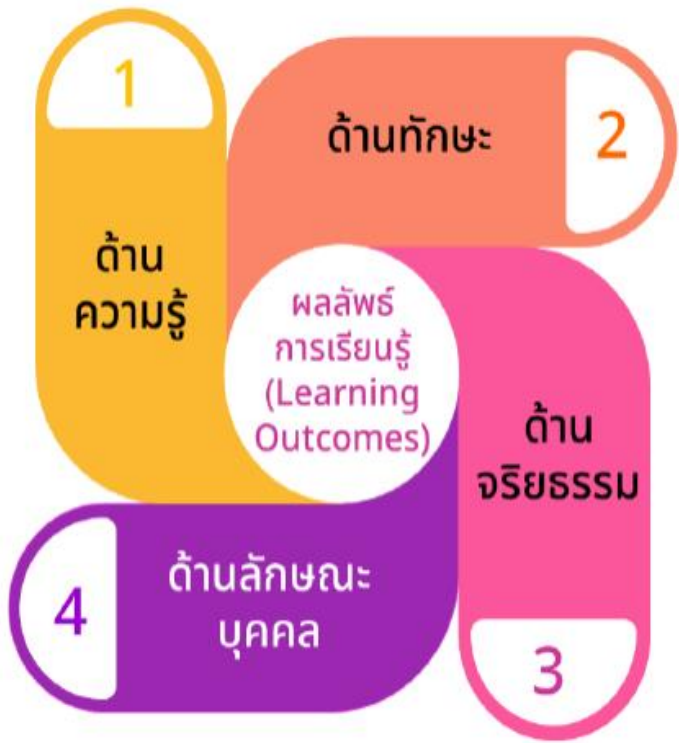 1
ด้าน
ความรู้
ด้านทักษะ
2
ผลลัพธ์
การเรียนรู้
(Learning
Outcomes)
ด้าน
จริยธรรม
3
4
ด้านลักษณะ
บุคคล